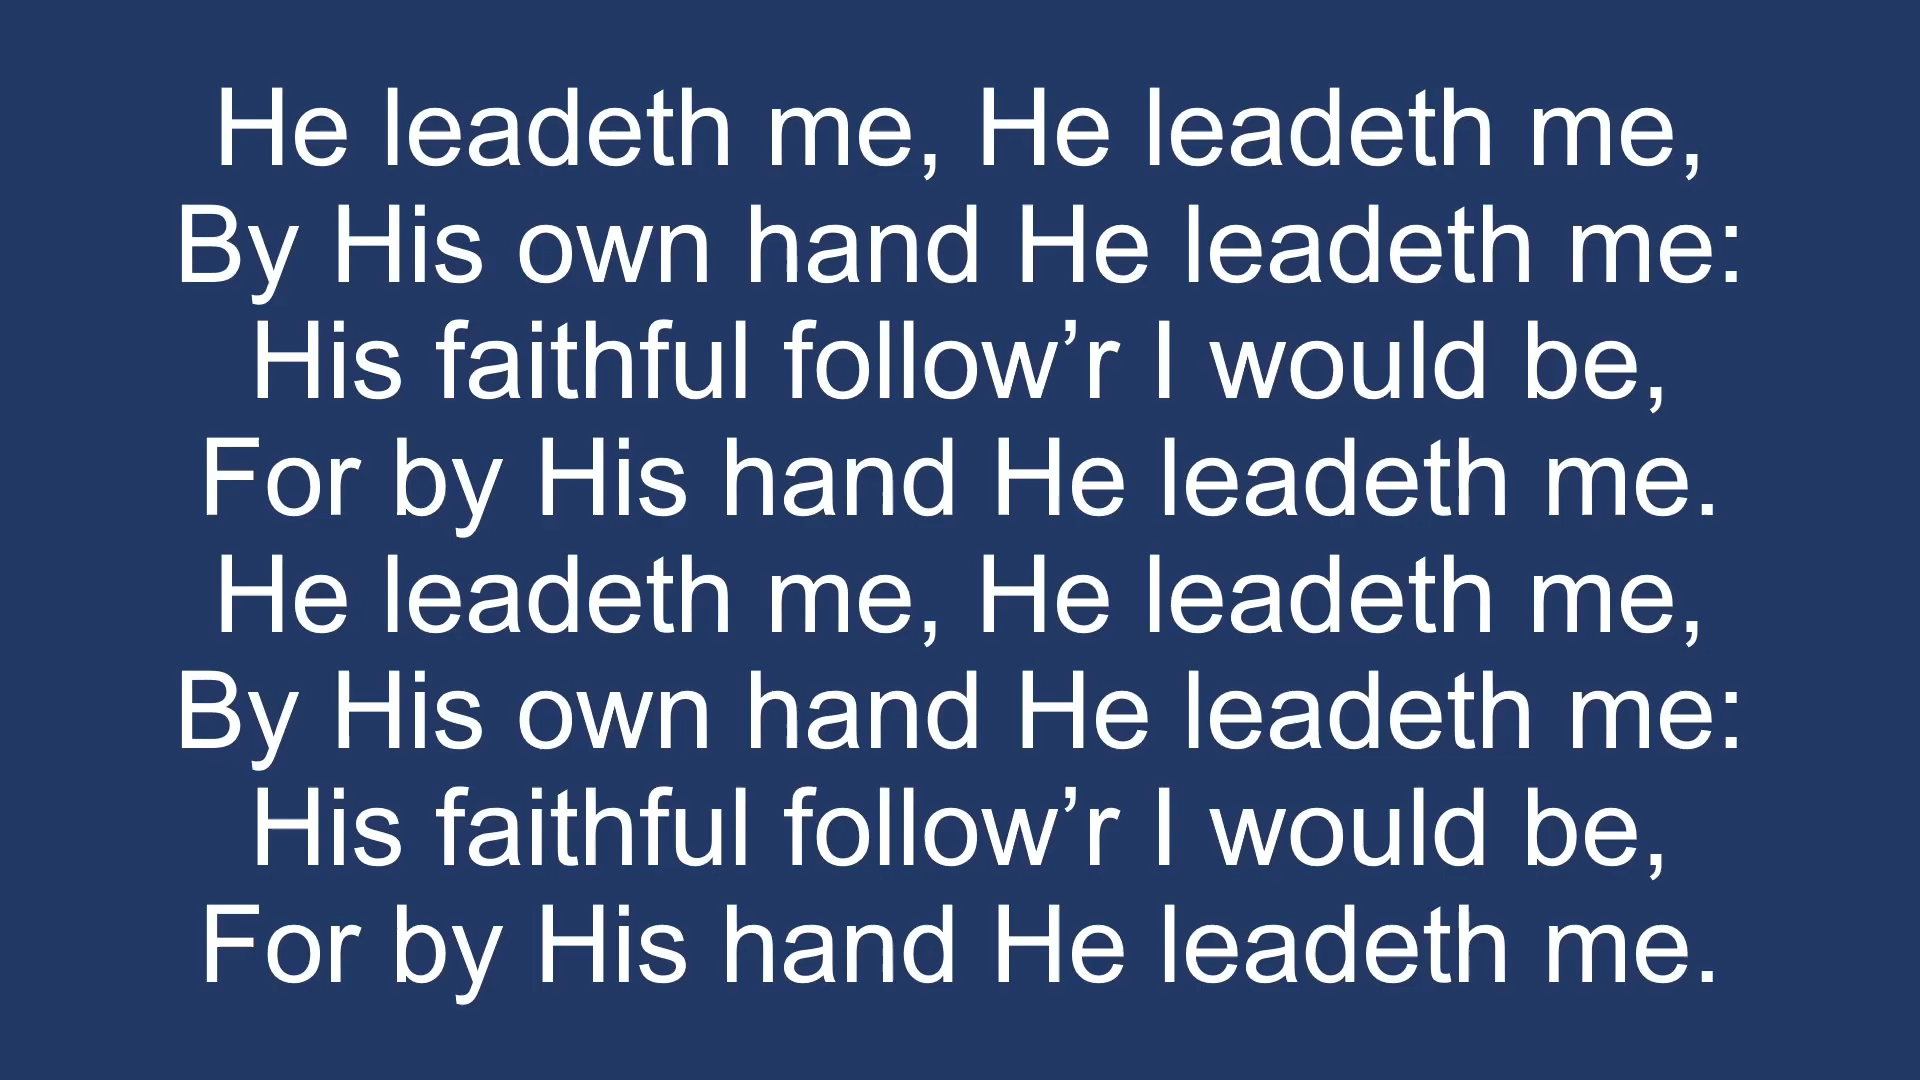 He leadeth me, He leadeth me,
By His own hand He leadeth me:
His faithful follow’r I would be,
For by His hand He leadeth me.
He leadeth me, He leadeth me,
By His own hand He leadeth me:
His faithful follow’r I would be,
For by His hand He leadeth me.